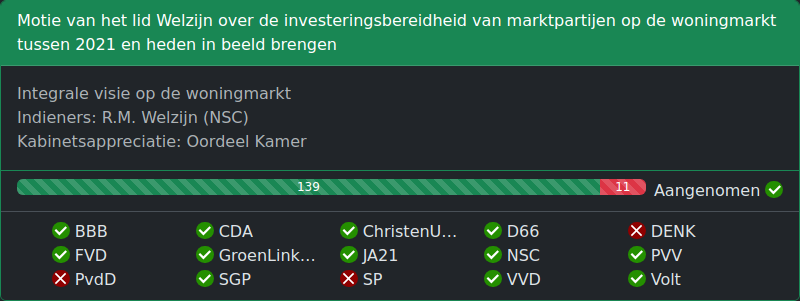 Motie van het lid Welzijn over de investeringsbereidheid van marktpartijen op de woningmarkt
tussen 2021 en heden in beeld brengen
Integrale visie op de woningmarkt
Indieners: R.M. Welzijn (NSC)
Kabinetsappreciatie: Oordeel Kamer
139 11 Aangenomen
BBB CDA ChristenU... D66 DENK
FVD GroenLink... JA21 NSC PVV
PvdD SGP SP VVD Volt